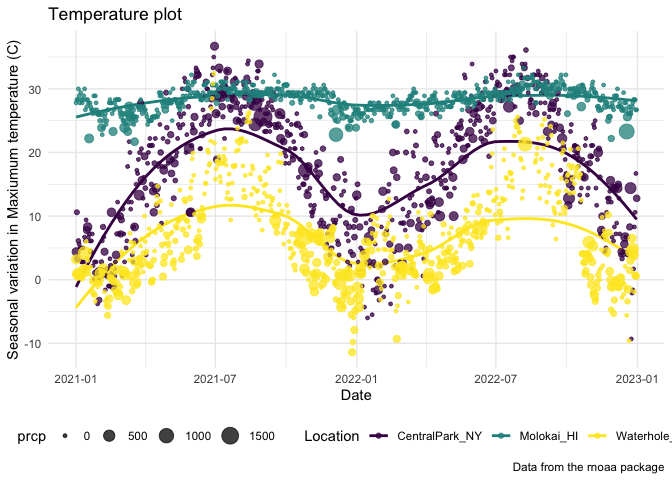 Temperature plot
Seasonal variation in Maxiumum temperature (C)
30
20
10
0
-10
2021-01 2021-07 2022-01 2022-07 2023-01
Date
prcp 0 500 1000 1500 Location CentralPark_NY Molokai_HI Waterhole_
Data from the rnoaa package